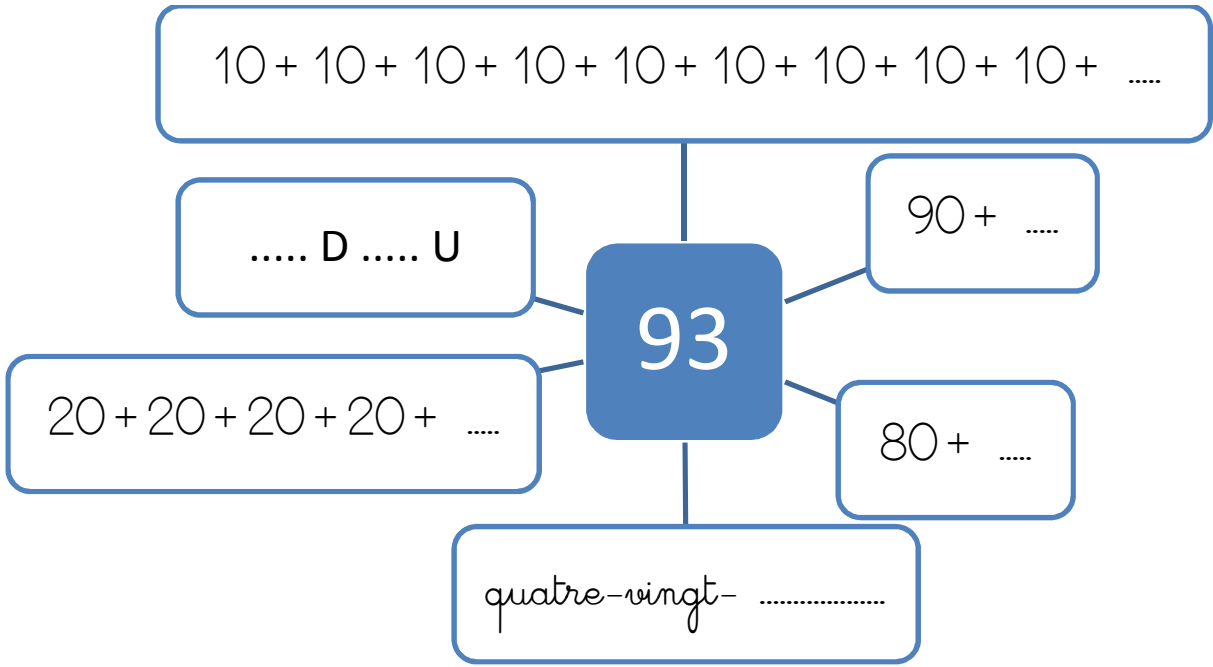 10 + 10 + 10 + 10 + 10 + 10 + 10 + 10 + 10 + .....
90 + .....
..... D ..... U
93
20 + 20 + 20 + 20 + .....
80 + .....
quatre-vingt- ...................